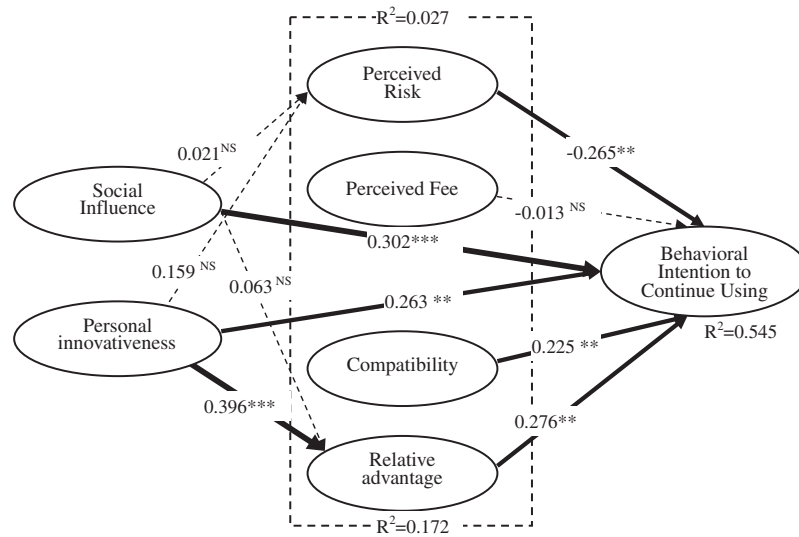 R²=0.027
Perceived
Risk
0.021 NS
-0.265**
Social
Influence
Perceived Fee
-0.013 NS
0.302***
0.159 NS
0.063 NS
Behavioral
Intention to
Continue Using
0.263 **
R²=0.545
Personal
innovativeness
0.225 **
Compatibility
0.396***
0.276**
Relative
advantage
R²=0.172